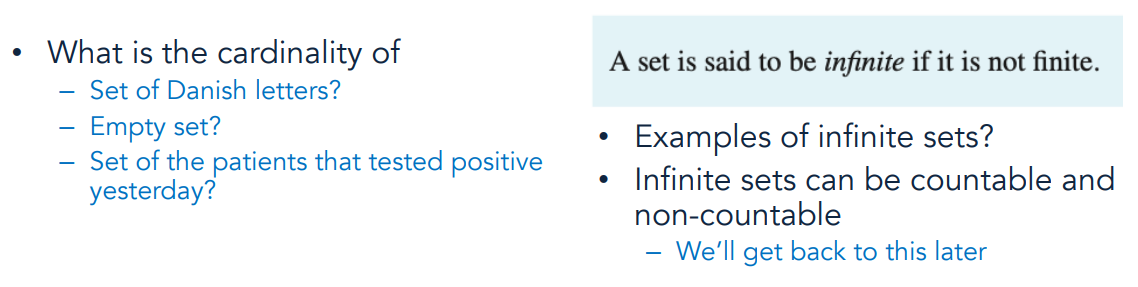 • What is the cardinality of
– Set of Danish letters?
– Empty set?
– Set of the patients that tested positive
yesterday?
A set is said to be infinite if it is not finite.
• Examples of infinite sets?
• Infinite sets can be countable and
non-countable
– We’ll get back to this later